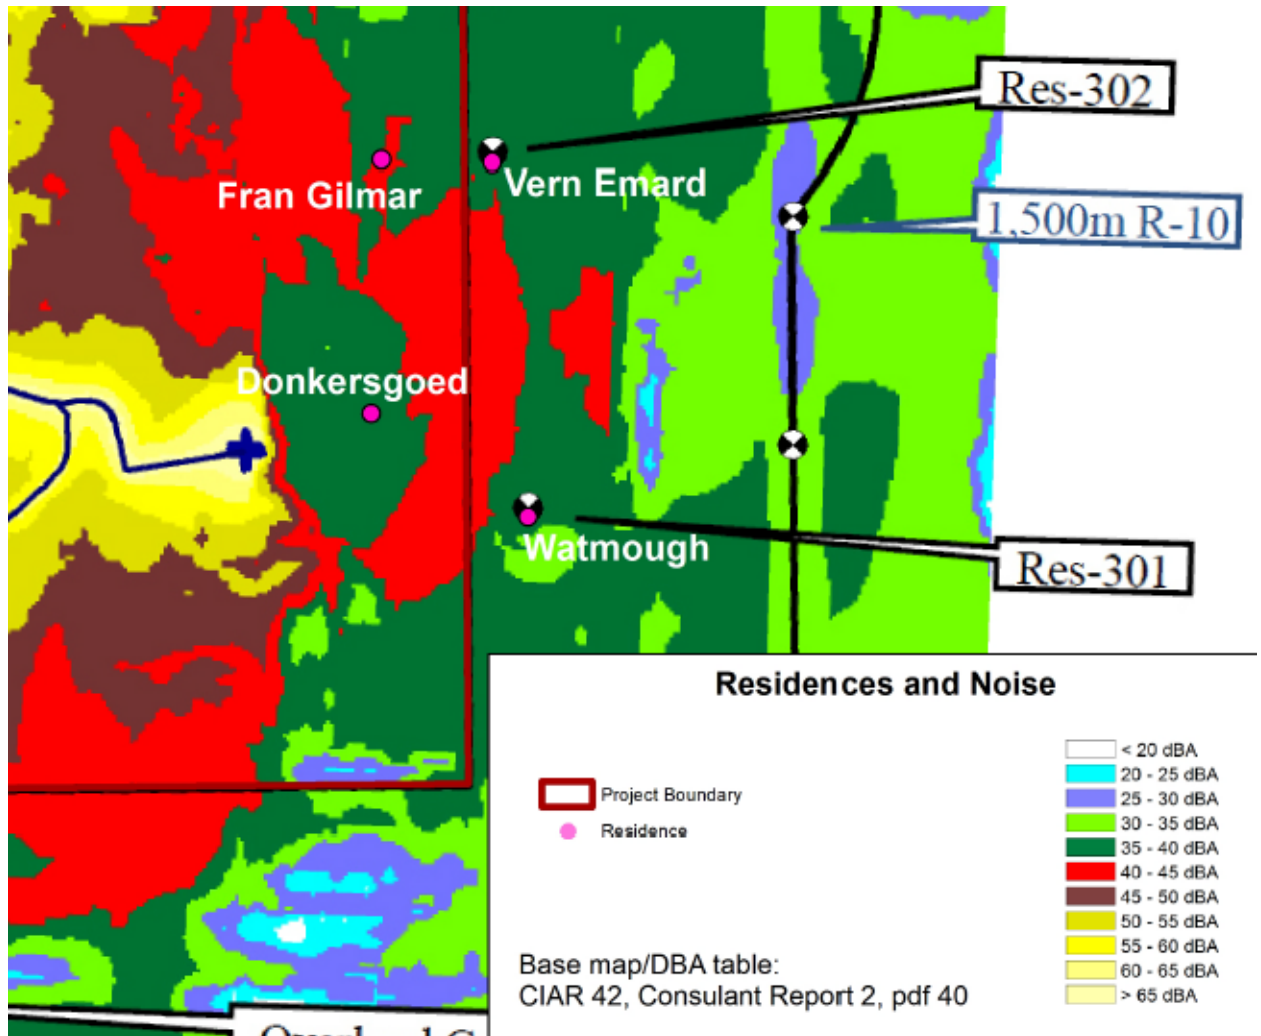 Res-302
Fran Gilmar
Vern Emard
1,500m R-10
Donkersgoed
Watmough
Res-301
Residences and Noise
Project Boundary
Residence
< 20 dBA
20 - 25 dBA
25 - 30 dBA
30 - 35 dBA
35 - 40 dBA
40 - 45 dBA
45 - 50 dBA
50 - 55 dBA
55 - 60 dBA
60 - 65 dBA
> 65 dBA
Base map/DBA table:
CIAR 42, Consulant Report 2, pdf 40